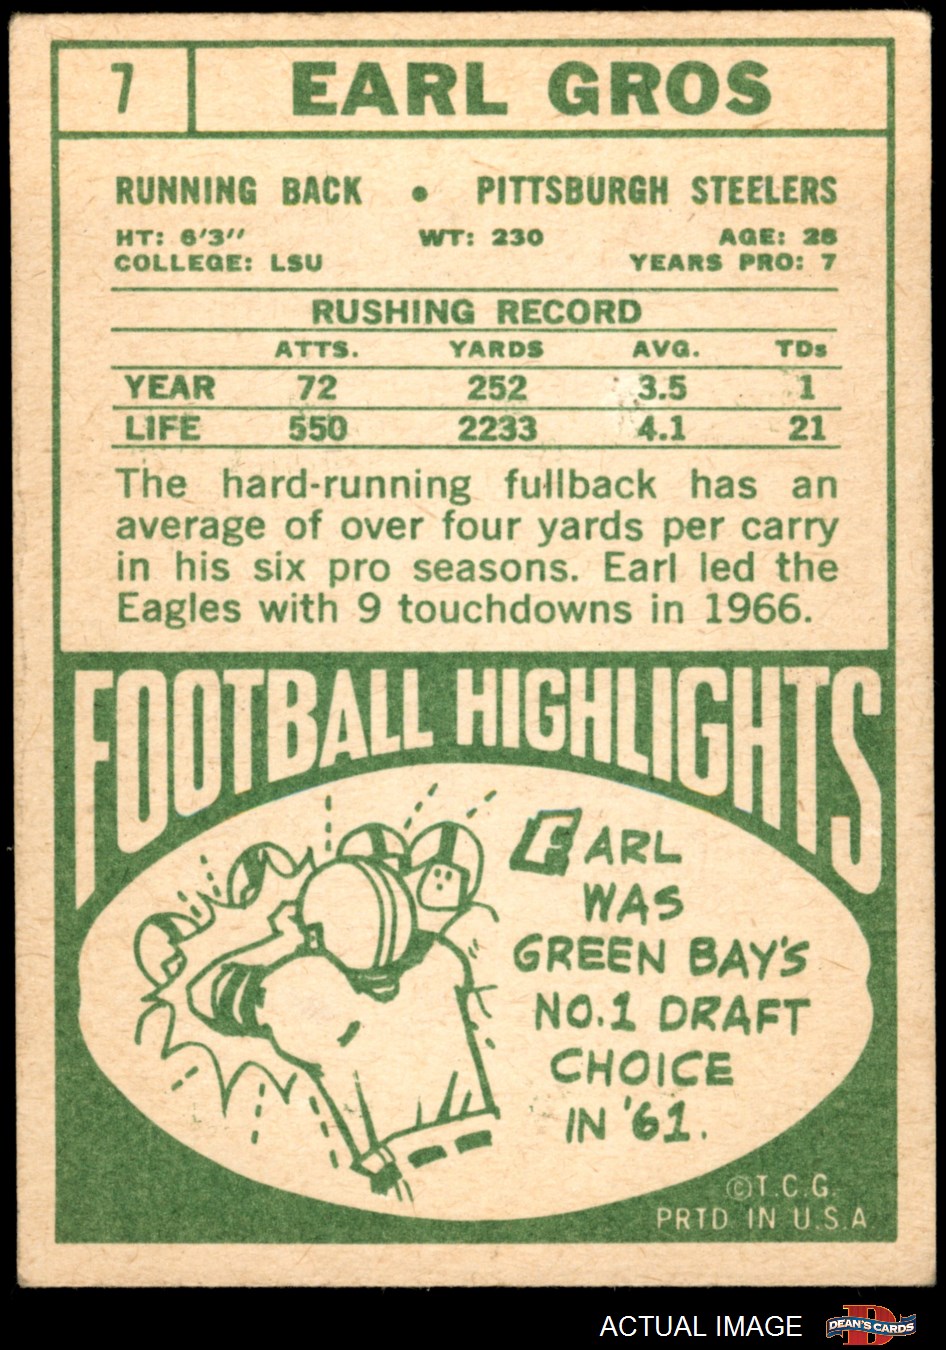 7 EARL GROS
RUNNING BACK • PITTSBURGH STEELERS
HT: 6'3" WT: 230 AGE: 28
COLLEGE: LSU YEARS PRO: 7
RUSHING RECORD
ATTS. YARDS AVG. TDs
YEAR 72 252 3.5 1
LIFE 550 2233 4.1 21
The hard-running fullback has an
average of over four yards per carry
in his six pro seasons. Earl led the
Eagles with 9 touchdowns in 1966.
FOOTBALL HIGHLIGHTS
EARL
WAS
GREEN BAY'S
NO.1 DRAFT
CHOICE
IN '61.
©T.C.G.
PRTD IN U.S.A.
ACTUAL IMAGE
D
DEAN'S CARDS